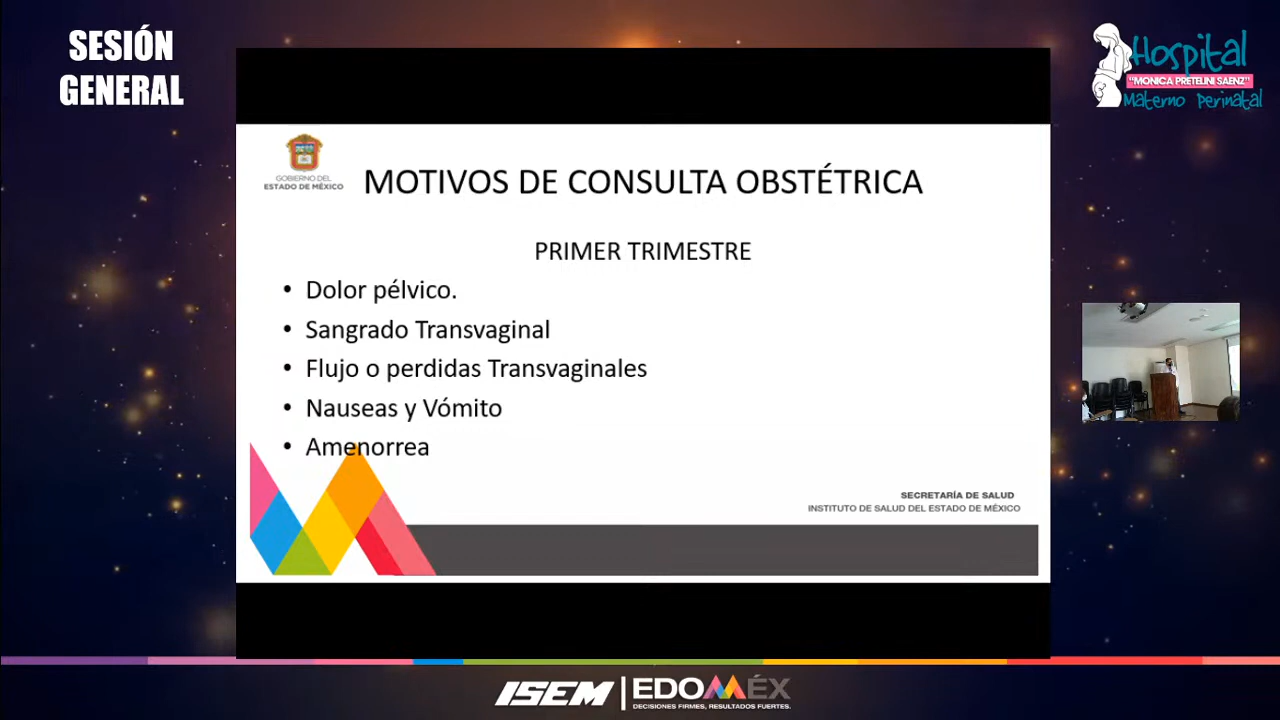 SESIÓN
GENERAL
Hospital
"MONICA PRETELINI SAENZ"
Materno Perinatal
GOBIERNO DEL
ESTADO DE MÉXICO
MOTIVOS DE CONSULTA OBSTÉTRICA
PRIMER TRIMESTRE
• Dolor pélvico.
• Sangrado Transvaginal
• Flujo o perdidas Transvaginales
• Nauseas y Vómito
• Amenorrea
SECRETARÍA DE SALUD
INSTITUTO DE SALUD DEL ESTADO DE MÉXICO
ISEM EDOMÉX
DECISIONES FIRMES, RESULTADOS FUERTES.